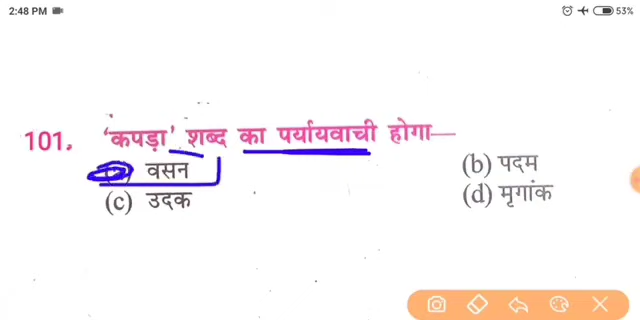 2:48 PM 53%
101. 'कपड़ा' शब्द का पर्यायवाची होगा—
वसन (b) पदम
(c) उदक (d) मृगांक